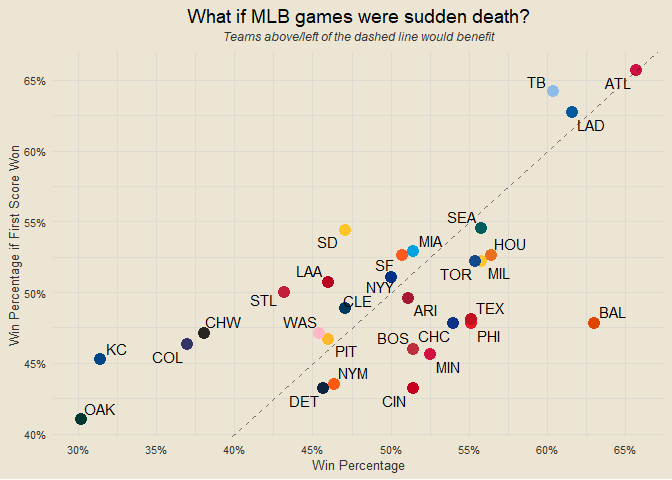 What if MLB games were sudden death?
Teams above/left of the dashed line would benefit
Win Percentage if First Score Won
65%
60%
55%
50%
45%
40%
TB
ATL
LAD
SEA
SD
MIA
HOU
SF
TOR
MIL
LAA
NYY
STL
CLE
ARI
CHW
WAS
TEX
BAL
BOS
CHC
PHI
KC
COL
PIT
MIN
NYM
DET
CIN
OAK
30%
35%
40%
45%
50%
55%
60%
65%
Win Percentage